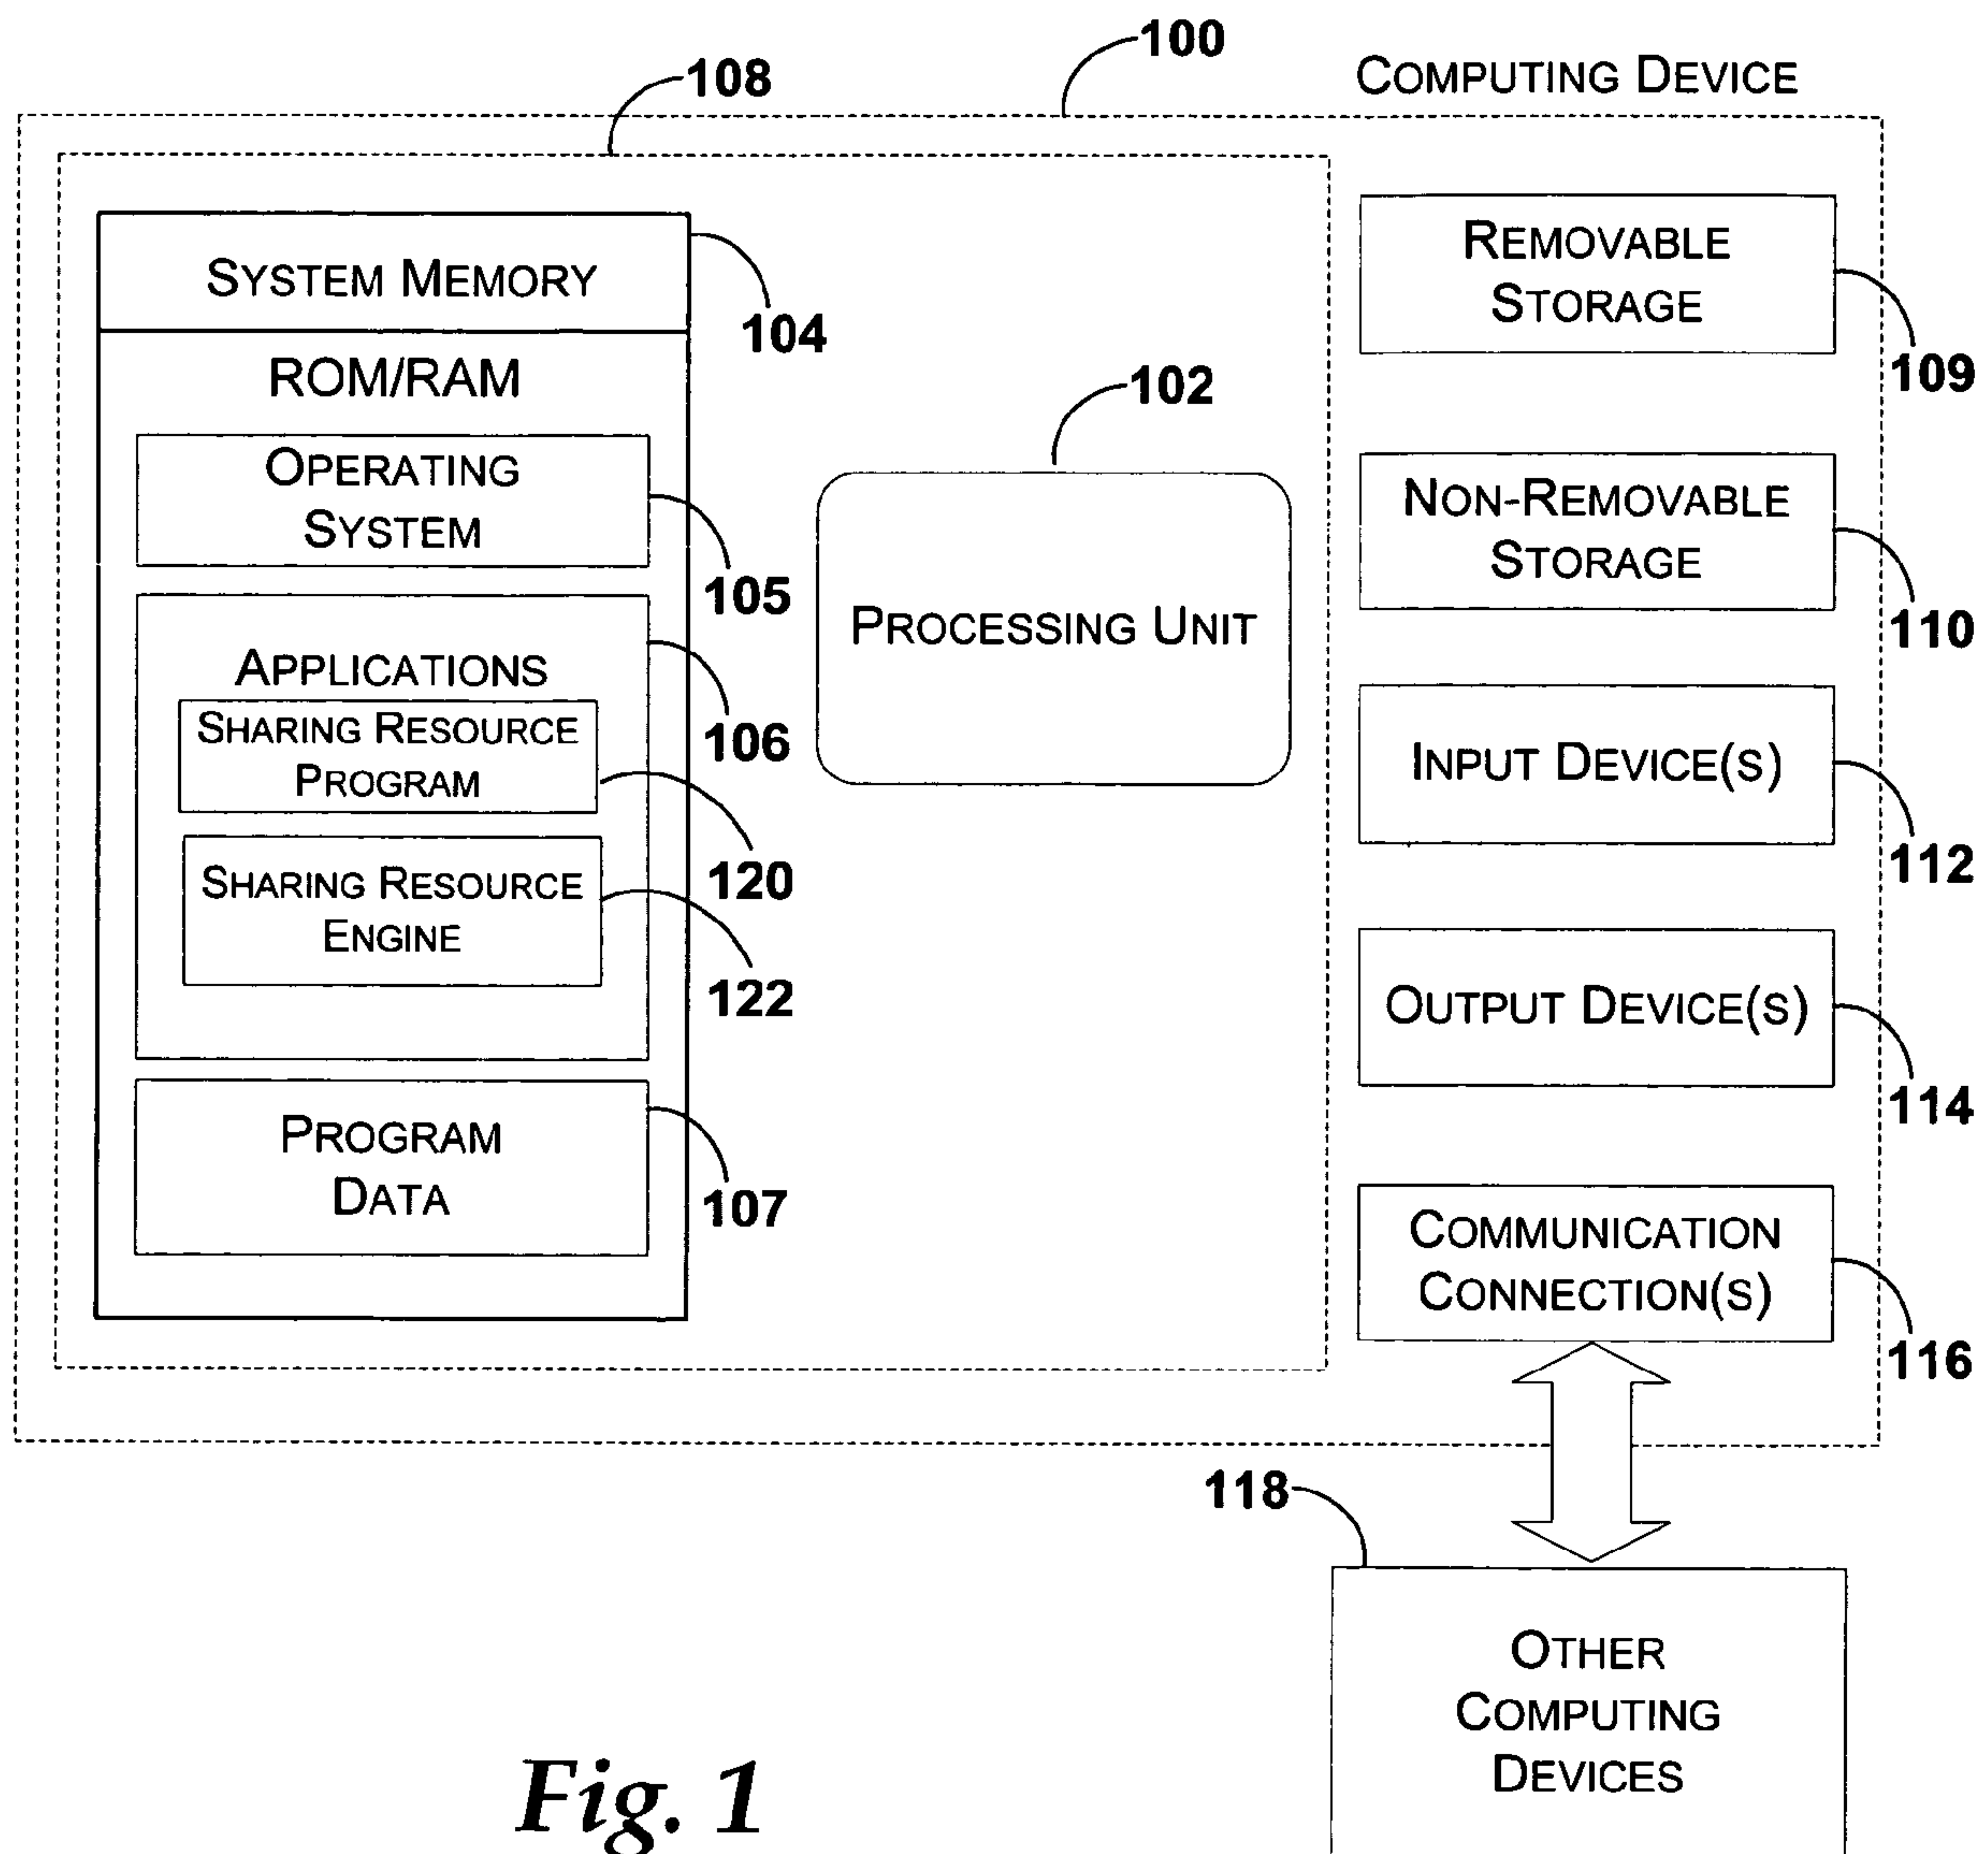 100
COMPUTING DEVICE
108
SYSTEM MEMORY
104
ROM/RAM
OPERATING
SYSTEM
105
APPLICATIONS
106
SHARING RESOURCE
PROGRAM
120
SHARING RESOURCE
ENGINE
122
PROGRAM
DATA
107
102
PROCESSING UNIT
REMOVABLE
STORAGE
109
NON-REMOVABLE
STORAGE
110
INPUT DEVICE(S)
112
OUTPUT DEVICE(S)
114
COMMUNICATION
CONNECTION(S)
116
118
OTHER
COMPUTING
DEVICES
Fig. 1